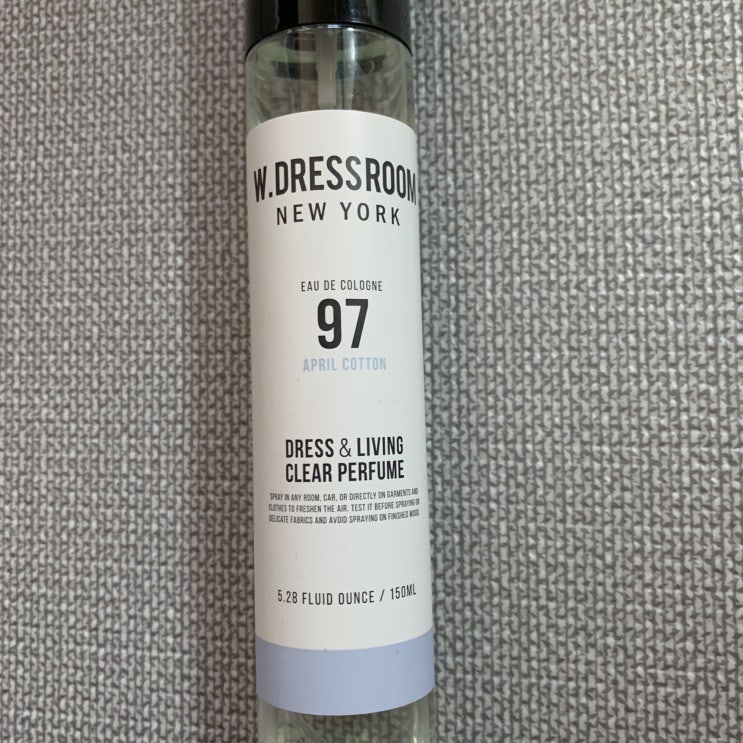 W.DRESSROOM
NEW YORK
EAU DE COLOGNE
97
APRIL COTTON
DRESS & LIVING
CLEAR PERFUME
SPRAY IN ANY ROOM, CAR, OR DIRECTLY ON GARMENTS AND
CLOTHES TO FRESHEN THE AIR. TEST IT BEFORE SPRAYING ON
DELICATE FABRICS AND AVOID SPRAYING ON FINISHED WOOD.
5.28 FLUID OUNCE / 150ML